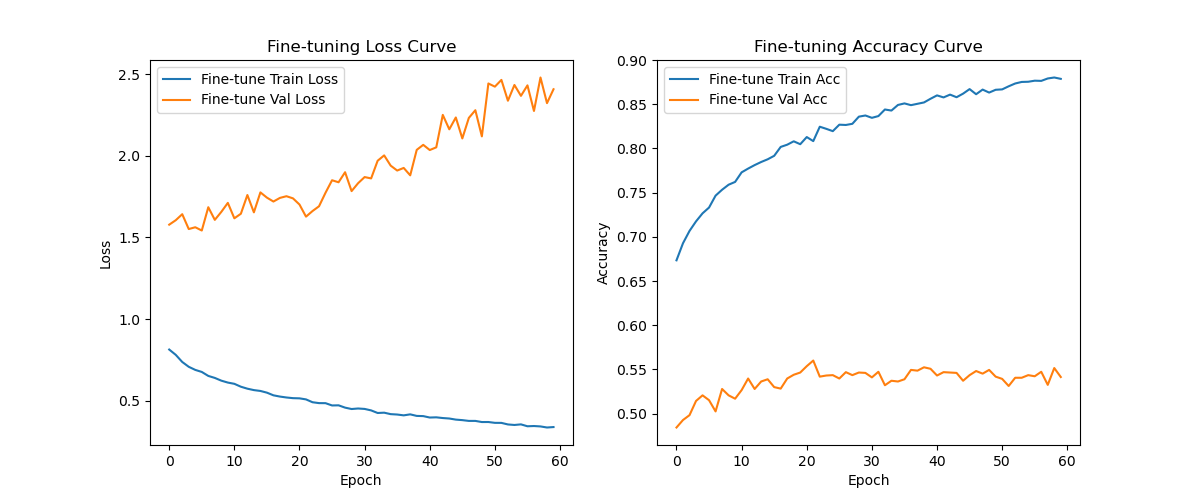 Fine-tuning Loss Curve
Fine-tune Train Loss
Fine-tune Val Loss
2.5
2.0
1.5
1.0
0.5
Loss
0 10 20 30 40 50 60
Epoch
Fine-tuning Accuracy Curve
Fine-tune Train Acc
Fine-tune Val Acc
0.90
0.85
0.80
0.75
0.70
0.65
0.60
0.55
0.50
Accuracy
0 10 20 30 40 50 60
Epoch